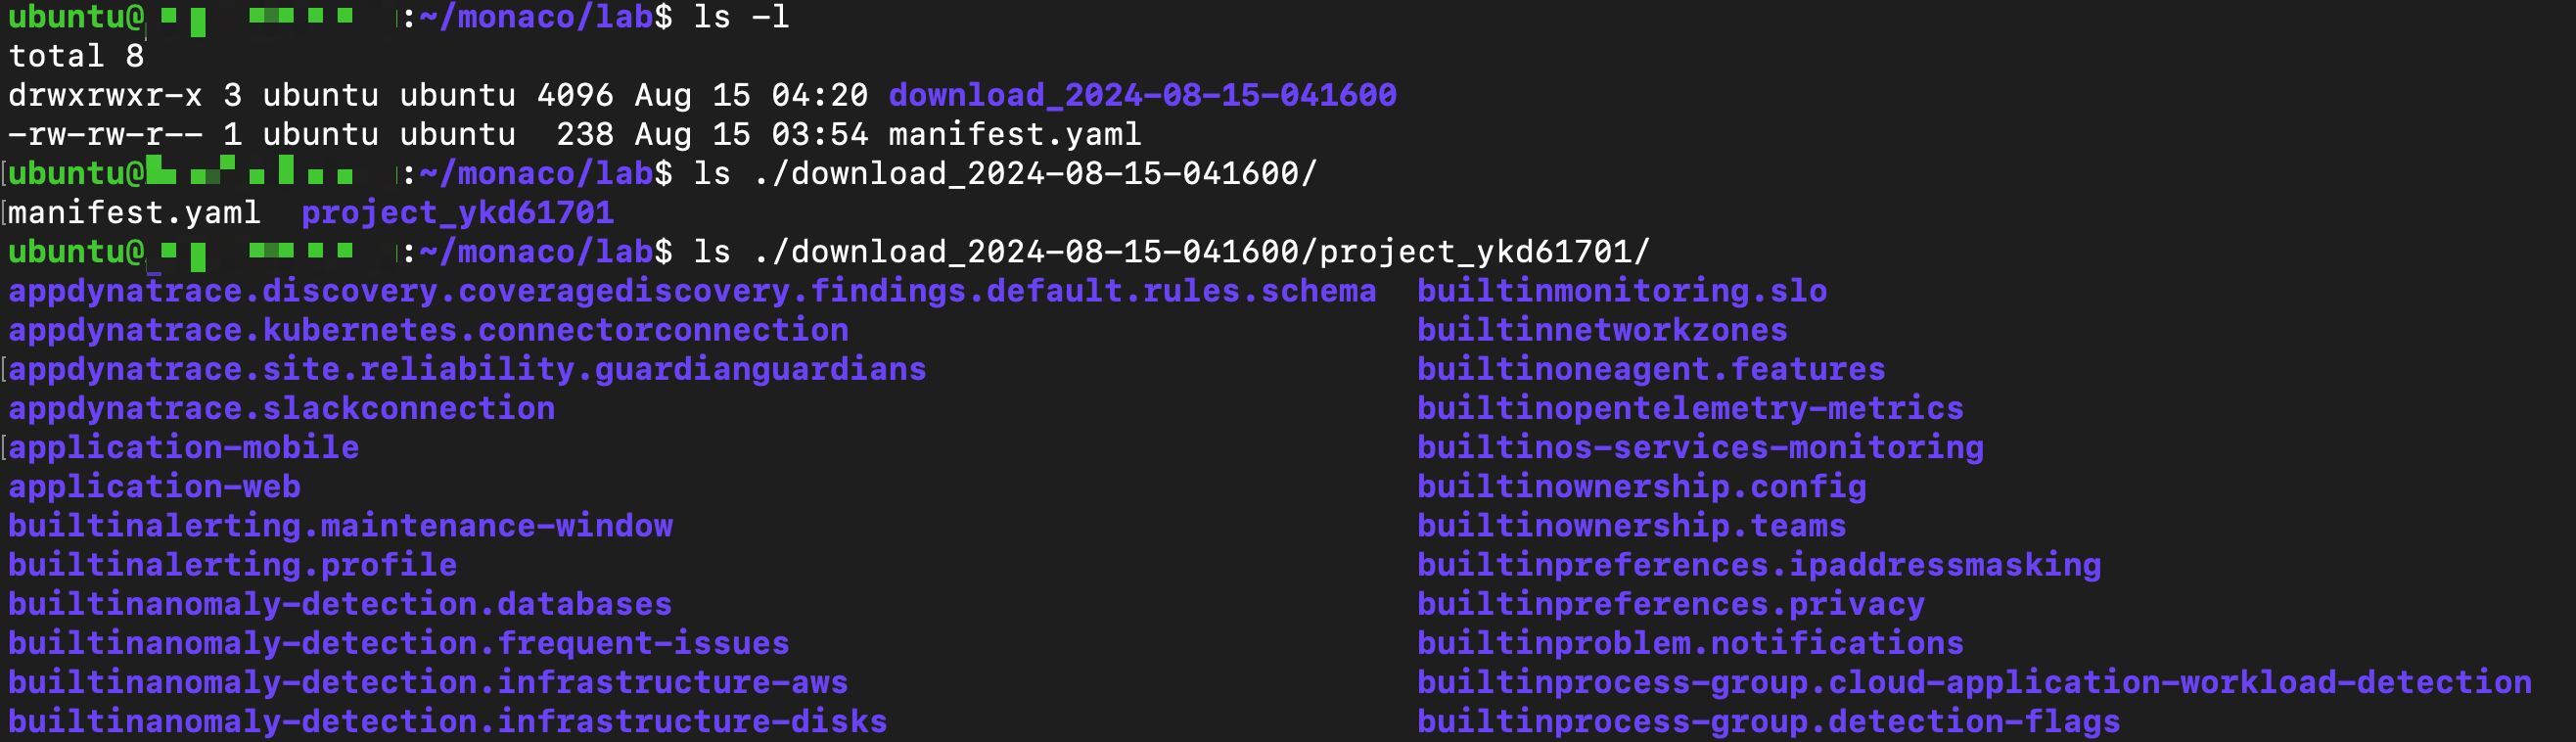 ubuntu@ :~/monaco/lab$ ls -l
total 8
drwxrwxr-x 3 ubuntu ubuntu 4096 Aug 15 04:20 download_2024-08-15-041600
-rw-rw-r-- 1 ubuntu ubuntu  238 Aug 15 03:54 manifest.yaml
ubuntu@ :~/monaco/lab$ ls ./download_2024-08-15-041600/
manifest.yaml  project_ykd61701
ubuntu@ :~/monaco/lab$ ls ./download_2024-08-15-041600/project_ykd61701/
appdynatrace.discovery.coveragediscovery.findings.default.rules.schema  builtinmonitoring.slo
appdynatrace.kubernetes.connectorconnection  builtinnetworkzones
appdynatrace.site.reliability.guardianguardians  builtinoneagent.features
appdynatrace.slackconnection  builtinopentelemetry-metrics
application-mobile  builtinos-services-monitoring
application-web  builtinownership.config
builtinalerting.maintenance-window  builtinownership.teams
builtinalerting.profile  builtinpreferences.ipaddressmasking
builtinanomaly-detection.databases  builtinpreferences.privacy
builtinanomaly-detection.frequent-issues  builtinproblem.notifications
builtinanomaly-detection.infrastructure-aws  builtinprocess-group.cloud-application-workload-detection
builtinanomaly-detection.infrastructure-disks  builtinprocess-group.detection-flags